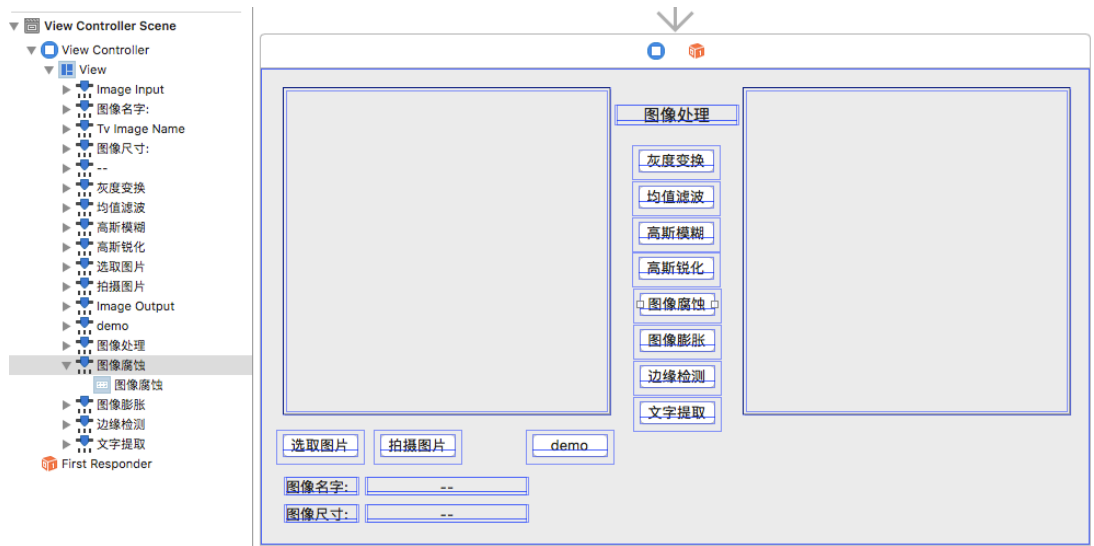 View Controller Scene
View Controller
View
Image Input
图像名字:
Tv Image Name
图像尺寸:
--
灰度变换
均值滤波
高斯模糊
高斯锐化
选取图片
拍摄图片
Image Output
demo
图像处理
图像腐蚀
图像腐蚀
图像膨胀
边缘检测
文字提取
First Responder
图像处理
灰度变换
均值滤波
高斯模糊
高斯锐化
图像腐蚀
图像膨胀
边缘检测
文字提取
选取图片 拍摄图片 demo
图像名字: --
图像尺寸: --